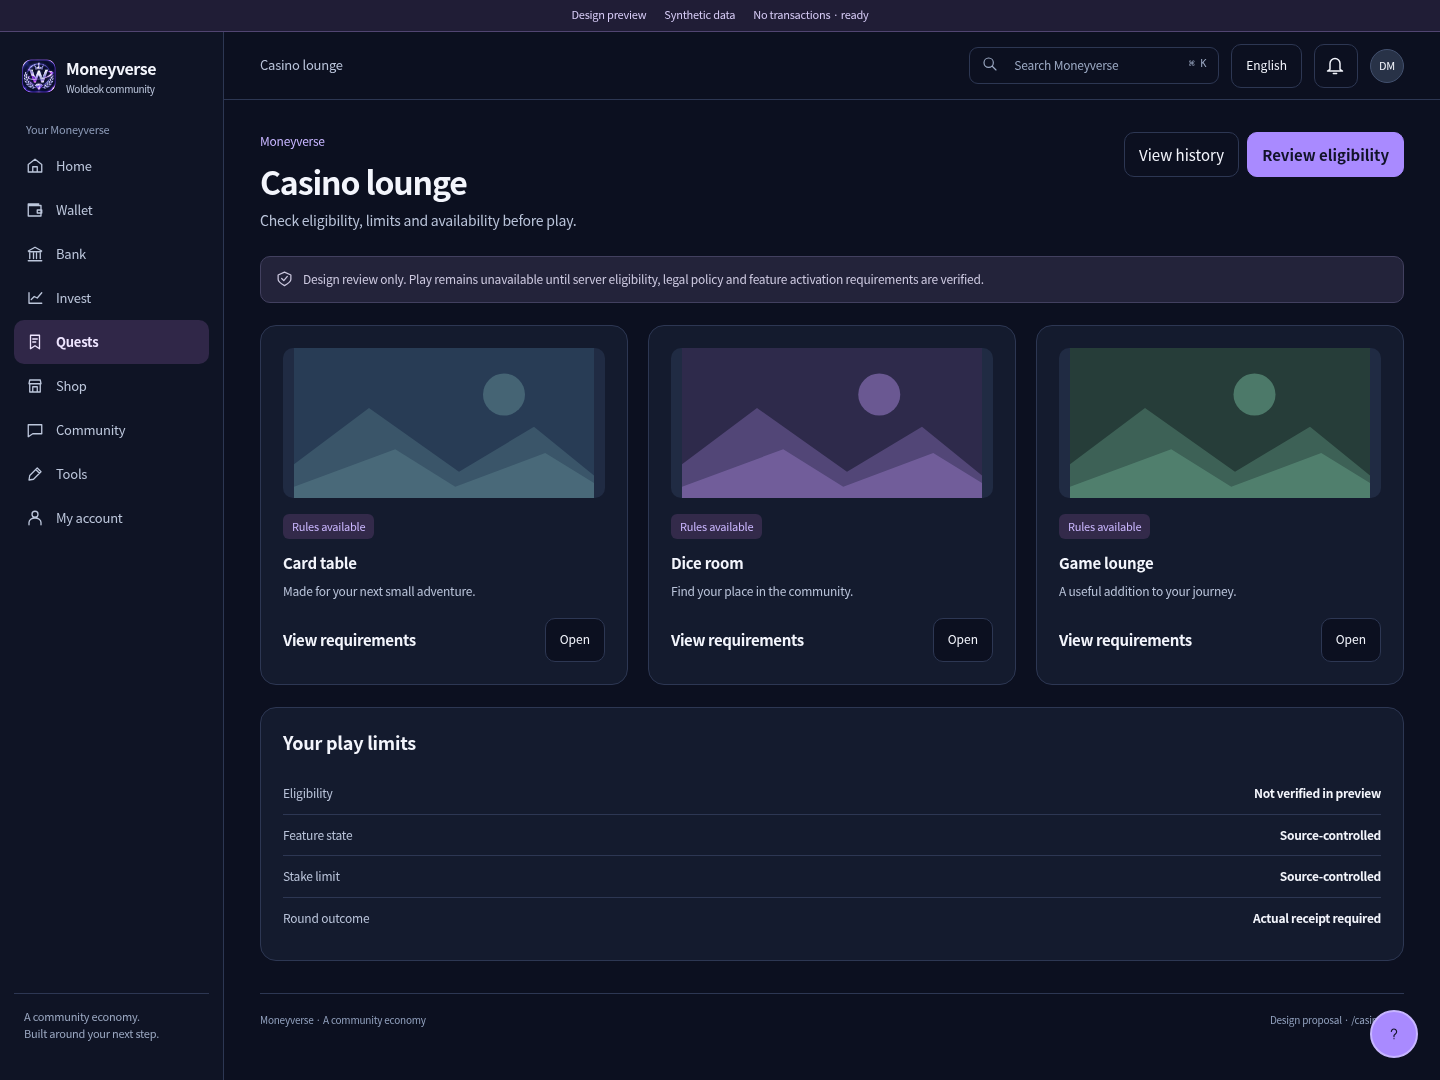 Design preview Synthetic data No transactions · ready
Moneyverse
Woldeok community
Your Moneyverse
Home
Wallet
Bank
Invest
Quests
Shop
Community
Tools
My account
A community economy.
Built around your next step.
Casino lounge
Search Moneyverse ⌘ K
English
DM
Moneyverse
Casino lounge
Check eligibility, limits and availability before play.
View history
Review eligibility
Design review only. Play remains unavailable until server eligibility, legal policy and feature activation requirements are verified.
Rules available
Card table
Made for your next small adventure.
View requirements Open
Rules available
Dice room
Find your place in the community.
View requirements Open
Rules available
Game lounge
A useful addition to your journey.
View requirements Open
Your play limits
Eligibility Not verified in preview
Feature state Source-controlled
Stake limit Source-controlled
Round outcome Actual receipt required
Moneyverse · A community economy
Design proposal ·
?